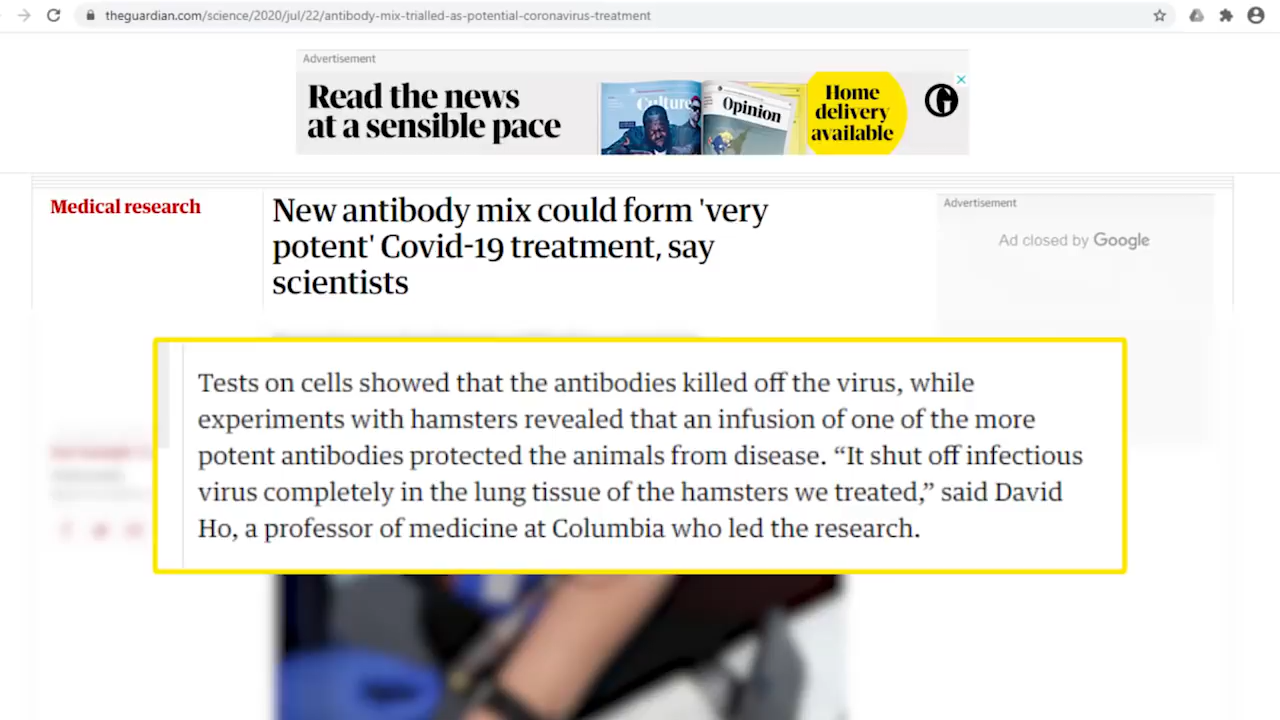 theguardian.com/science/2020/jul/22/antibody-mix-trialled-as-potential-coronavirus-treatment
Advertisement
Read the news
at a sensible pace
Culture
Opinion
Home
delivery
available
Medical research
New antibody mix could form 'very
potent' Covid-19 treatment, say
scientists
Advertisement
Ad closed by Google
Tests on cells showed that the antibodies killed off the virus, while
experiments with hamsters revealed that an infusion of one of the more
potent antibodies protected the animals from disease. “It shut off infectious
virus completely in the lung tissue of the hamsters we treated,” said David
Ho, a professor of medicine at Columbia who led the research.